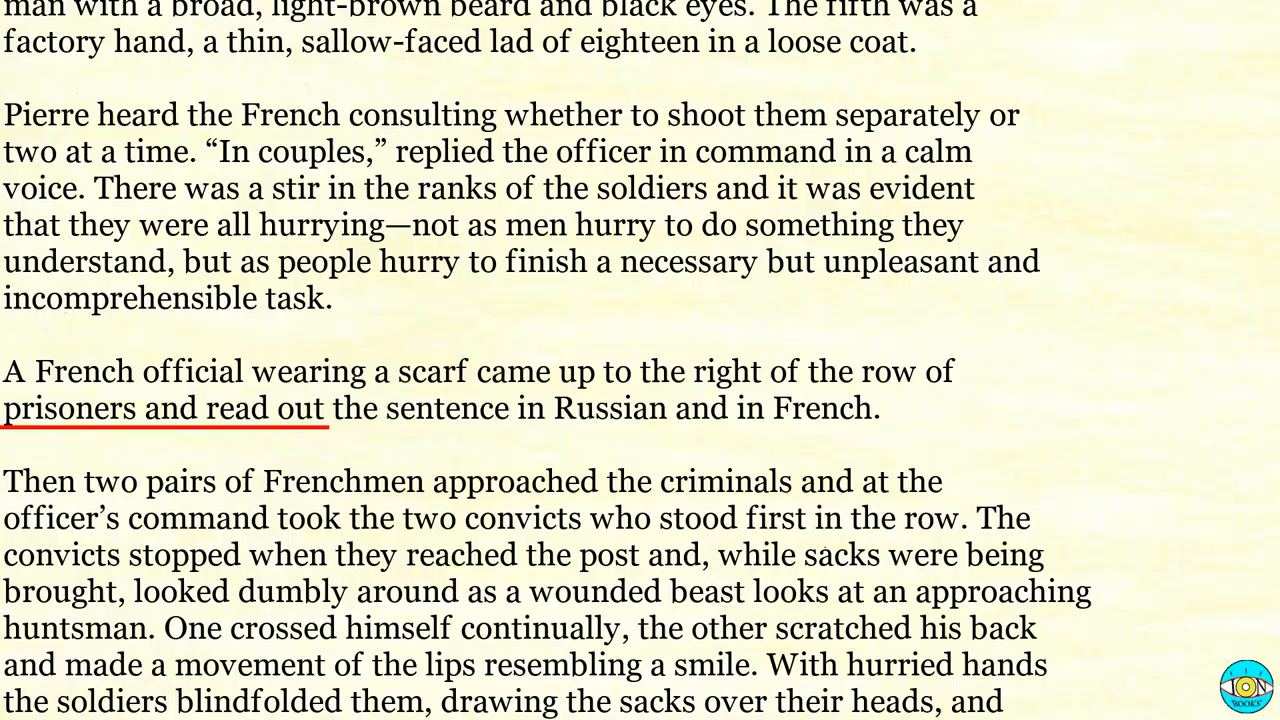 man with a broad, light-brown beard and black eyes. The fifth was a
factory hand, a thin, sallow-faced lad of eighteen in a loose coat.
Pierre heard the French consulting whether to shoot them separately or
two at a time. “In couples,” replied the officer in command in a calm
voice. There was a stir in the ranks of the soldiers and it was evident
that they were all hurrying—not as men hurry to do something they
understand, but as people hurry to finish a necessary but unpleasant and
incomprehensible task.
A French official wearing a scarf came up to the right of the row of
prisoners and read out the sentence in Russian and in French.
Then two pairs of Frenchmen approached the criminals and at the
officer’s command took the two convicts who stood first in the row. The
convicts stopped when they reached the post and, while sacks were being
brought, looked dumbly around as a wounded beast looks at an approaching
huntsman. One crossed himself continually, the other scratched his back
and made a movement of the lips resembling a smile. With hurried hands
the soldiers blindfolded them, drawing the sacks over their heads, and
ION
BOOKS